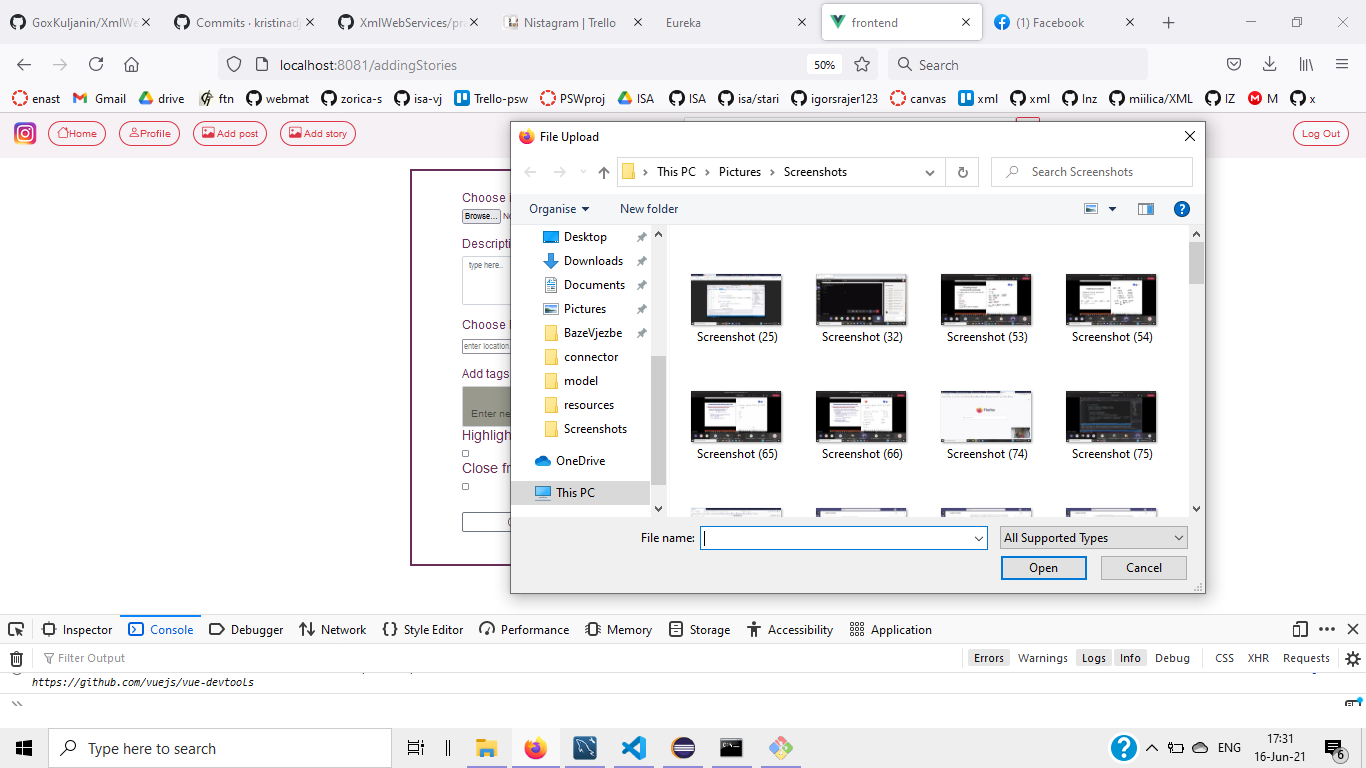 GoxKuljanin/XmlWe
Commits · kristinadj
XmlWebServices/pra
Nistagram | Trello
Eureka
frontend
(1) Facebook
localhost:8081/addingStories
50%
Search
enast
Gmail
drive
ftn
webmat
zorica-s
isa-vj
Trello-psw
PSWproj
ISA
ISA
isa/stari
igorsrajer123
canvas
xml
xml
Inz
miilica/XML
IZ
M
x
Home
Profile
Add post
Add story
Log Out
Choose
Browse...
Descripti
type here..
Choose
enter location
Add tags
Enter ne
Highligh
Close fr
File Upload
This PC
Pictures
Screenshots
Search Screenshots
Organise
New folder
Desktop
Downloads
Documents
Pictures
BazeVjezbe
connector
model
resources
Screenshots
OneDrive
This PC
Screenshot (25)
Screenshot (32)
Screenshot (53)
Screenshot (54)
Screenshot (65)
Screenshot (66)
Screenshot (74)
Screenshot (75)
File name:
All Supported Types
Open
Cancel
Inspector
Console
Debugger
Network
Style Editor
Performance
Memory
Storage
Accessibility
Application
Filter Output
Errors
Warnings
Logs
Info
Debug
CSS
XHR
Requests
https://github.com/vuejs/vue-devtools
Type here to search
ENG
17:31
16-Jun-21
6